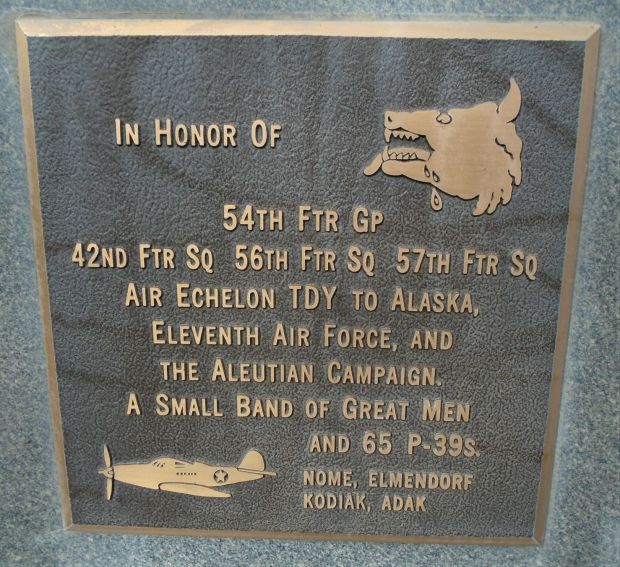 In Honor Of
54th Ftr Gp
42nd Ftr Sq 56th Ftr Sq 57th Ftr Sq
Air Echelon TDY to Alaska,
Eleventh Air Force, and
the Aleutian Campaign.
A Small Band of Great Men
and 65 P-39s.
Nome, Elmendorf
Kodiak, Adak